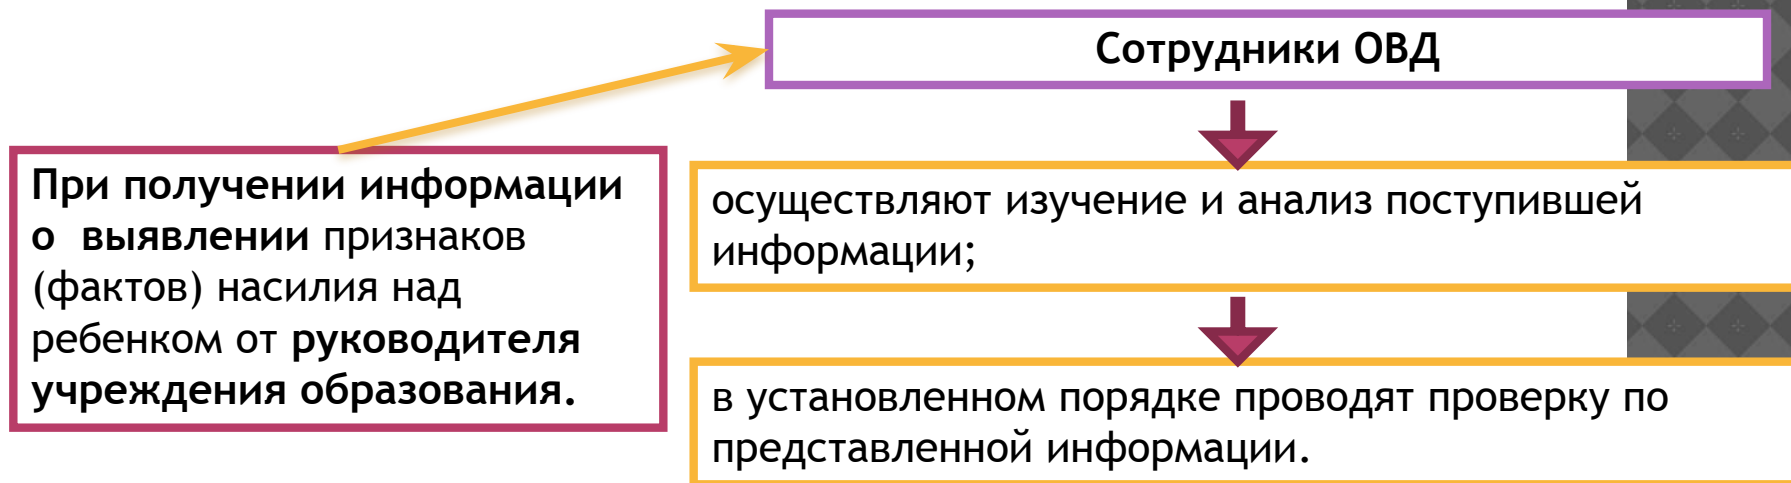 Сотрудники ОВД
При получении информации
о выявлении признаков
(фактов) насилия над
ребенком от руководителя
учреждения образования.
осуществляют изучение и анализ поступившей
информации;
в установленном порядке проводят проверку по
представленной информации.